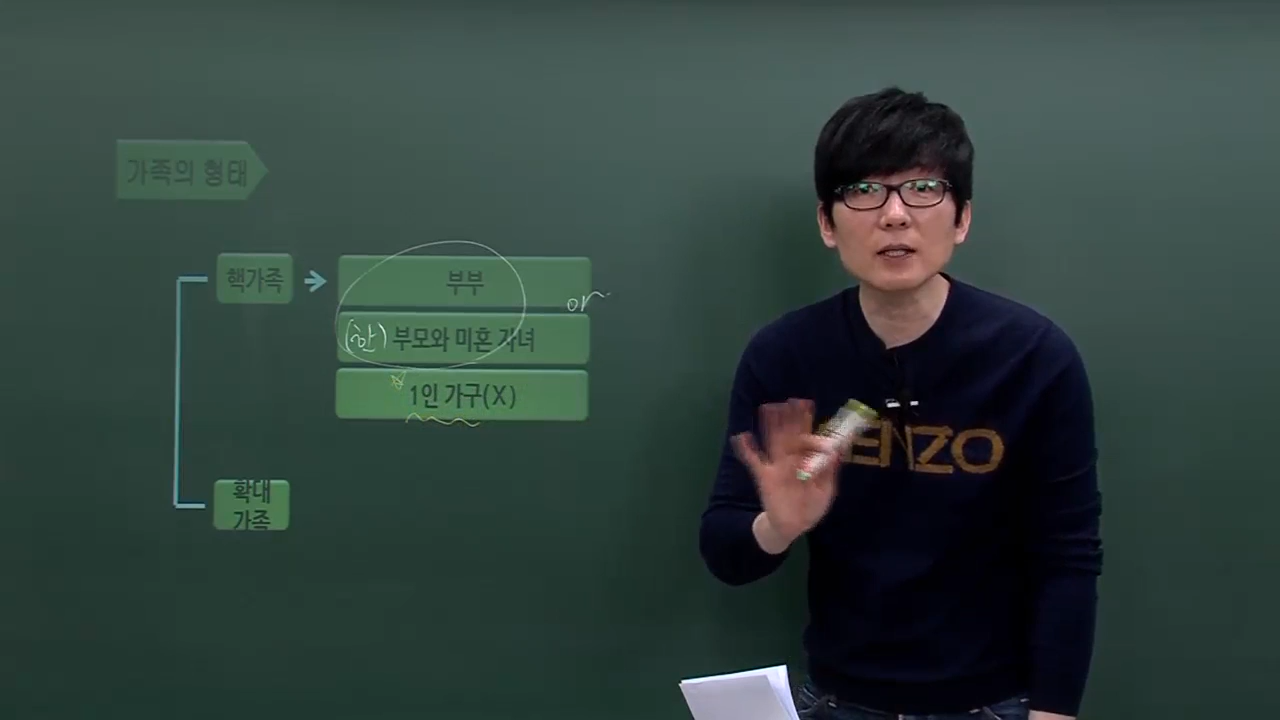 가족의 형태
핵가족
부부
or
(한) 부모와 미혼 자녀
1인 가구(X)
확대
가족
KENZO